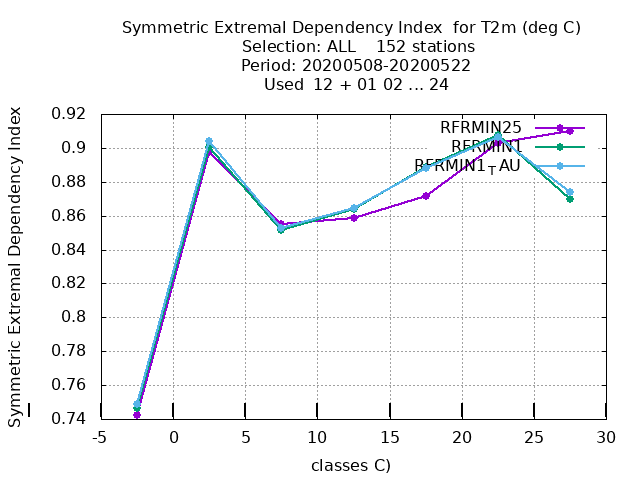 Symmetric Extremal Dependency Index  for T2m (deg C)
Selection: ALL    152 stations
Period: 20200508-20200522
Used  12 + 01 02 ... 24
Symmetric Extremal Dependency Index
0.92
0.9
0.88
0.86
0.84
0.82
0.8
0.78
0.76
0.74
RFRMIN25
RFRMIN1
RFRMIN1TAU
-5 0 5 10 15 20 25 30
classes C)